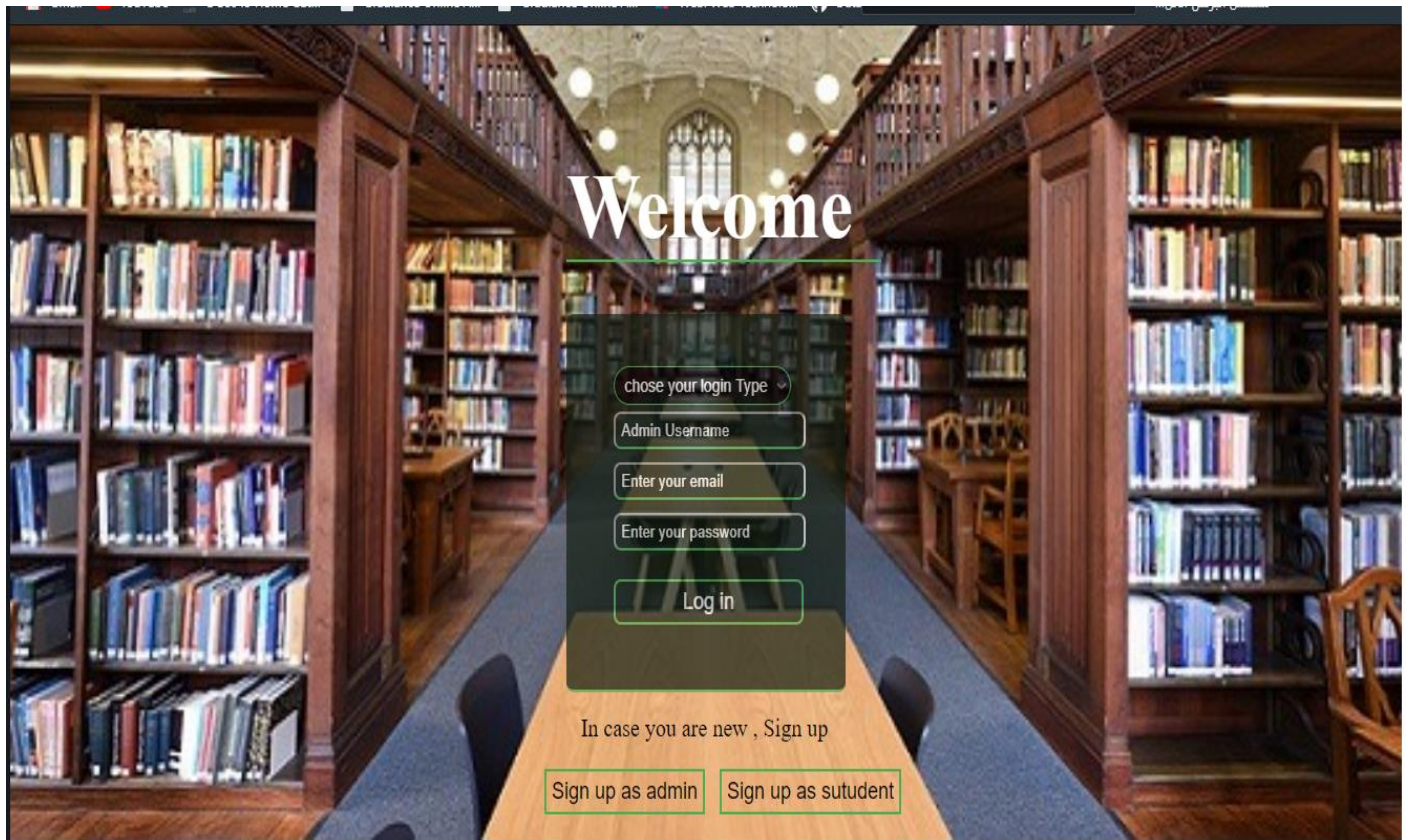 Welcome
chose your login Type
Admin Username
Enter your email
Enter your password
Log in
In case you are new , Sign up
Sign up as admin
Sign up as sutudent